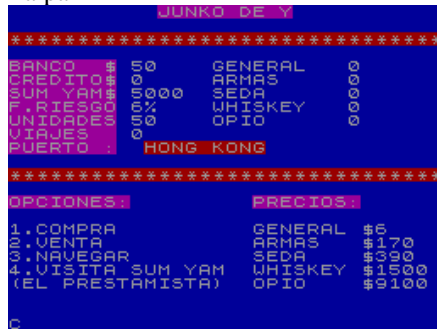 JUNKO DE Y
********************************
BANCO $ 50 GENERAL 0
CREDITO$ 0 ARMAS 0
SUM YAM$ 5000 SEDA 0
F.RIESGO 6% WHISKEY 0
UNIDADES 50 OPIO 0
VIAJES 0
PUERTO : HONG KONG
********************************
OPCIONES: PRECIOS:
1.COMPRA GENERAL $6
2.VENTA ARMAS $170
3.NAVEGAR SEDA $390
4.VISITA SUM YAM WHISKEY $1500
(EL PRESTAMISTA) OPIO $9100
C